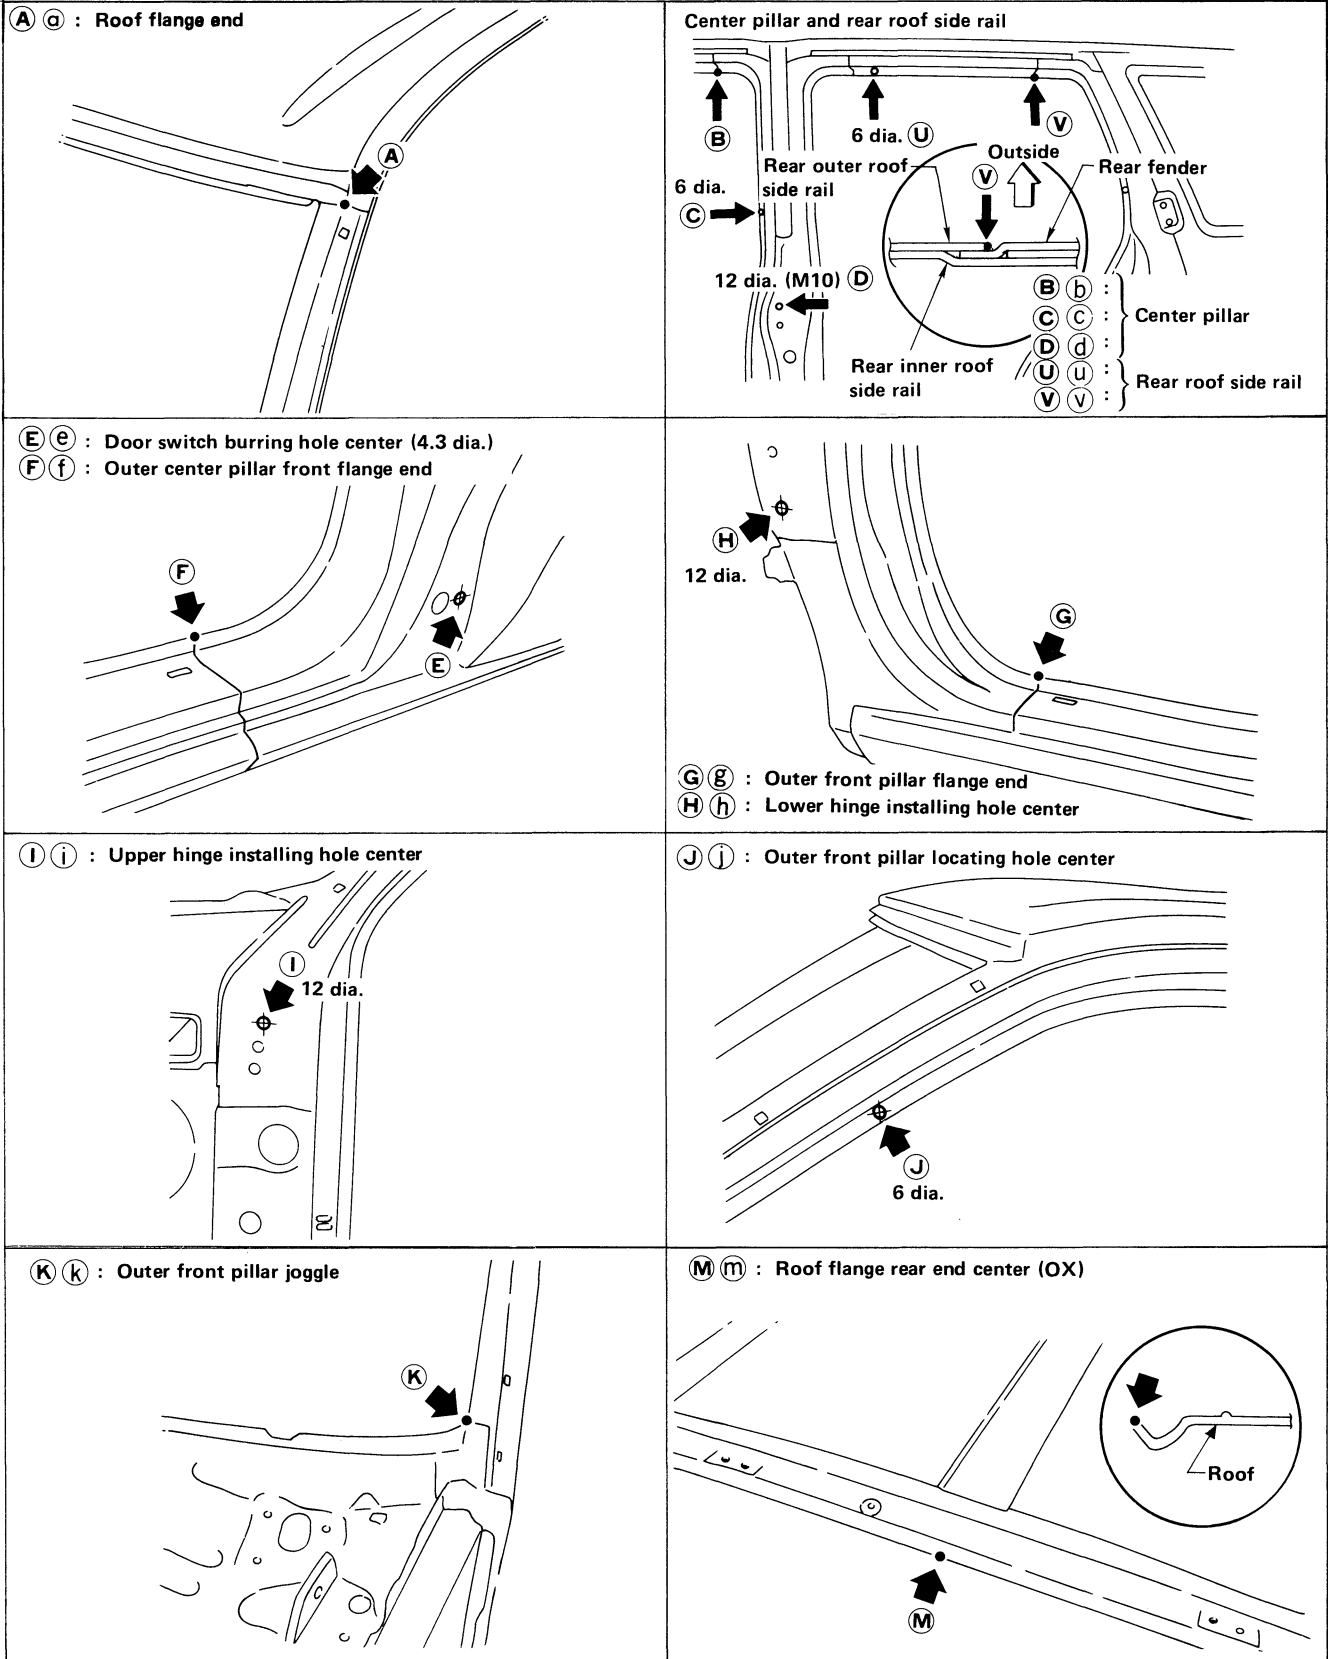 A a : Roof flange end
A
Center pillar and rear roof side rail
B
6 dia. U
V
Outside
Rear outer roof
side rail
V
Rear fender
6 dia.
C
12 dia. (M10) D
Rear inner roof
side rail
B b :
C c : Center pillar
D d :
U u :
Rear roof side rail
V v :
E e : Door switch burring hole center (4.3 dia.)
F f : Outer center pillar front flange end
F
E
H
12 dia.
G
G g : Outer front pillar flange end
H h : Lower hinge installing hole center
I i : Upper hinge installing hole center
I
12 dia.
J j : Outer front pillar locating hole center
J
6 dia.
K k : Outer front pillar joggle
K
M m : Roof flange rear end center (OX)
Roof
M